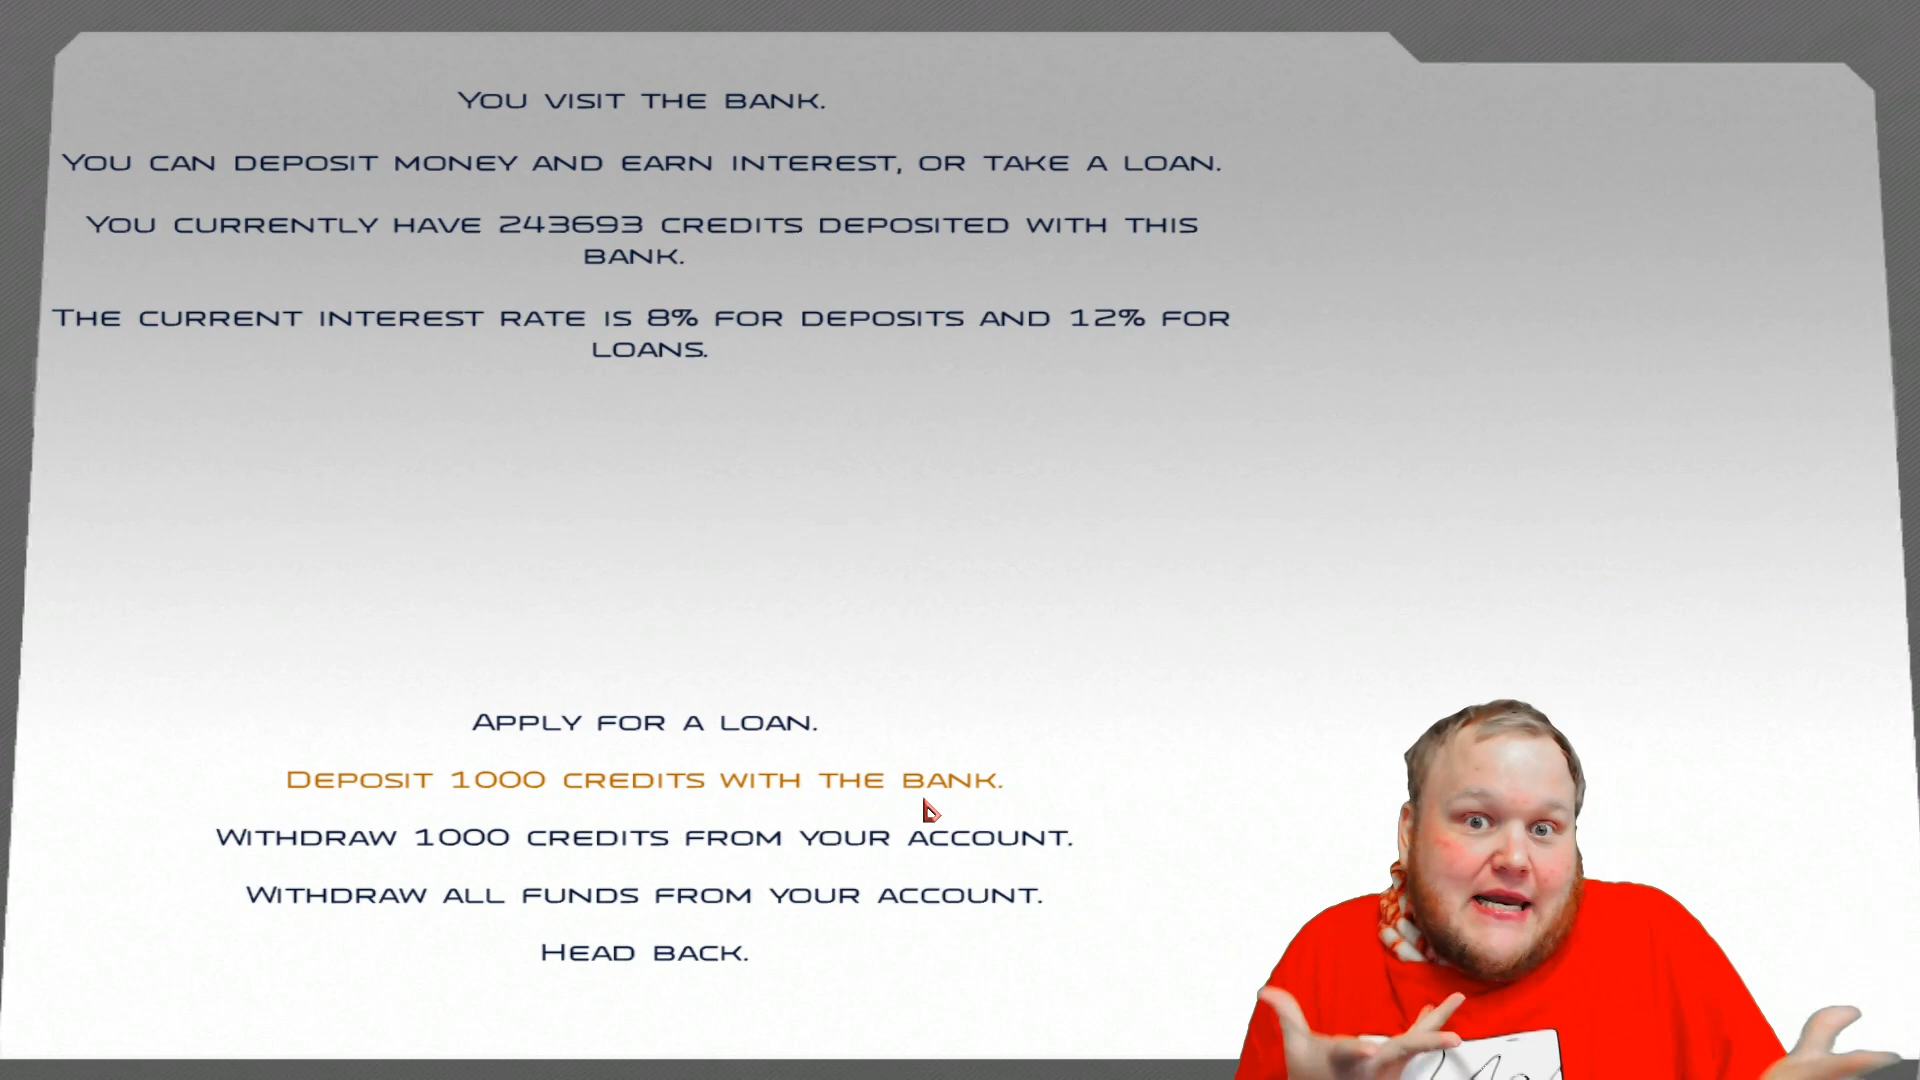 You visit the bank.
You can deposit money and earn interest, or take a loan.
You currently have 243693 credits deposited with this
bank.
The current interest rate is 8% for deposits and 12% for
loans.
Apply for a loan.
Deposit 1000 credits with the bank.
Withdraw 1000 credits from your account.
Withdraw all funds from your account.
Head back.